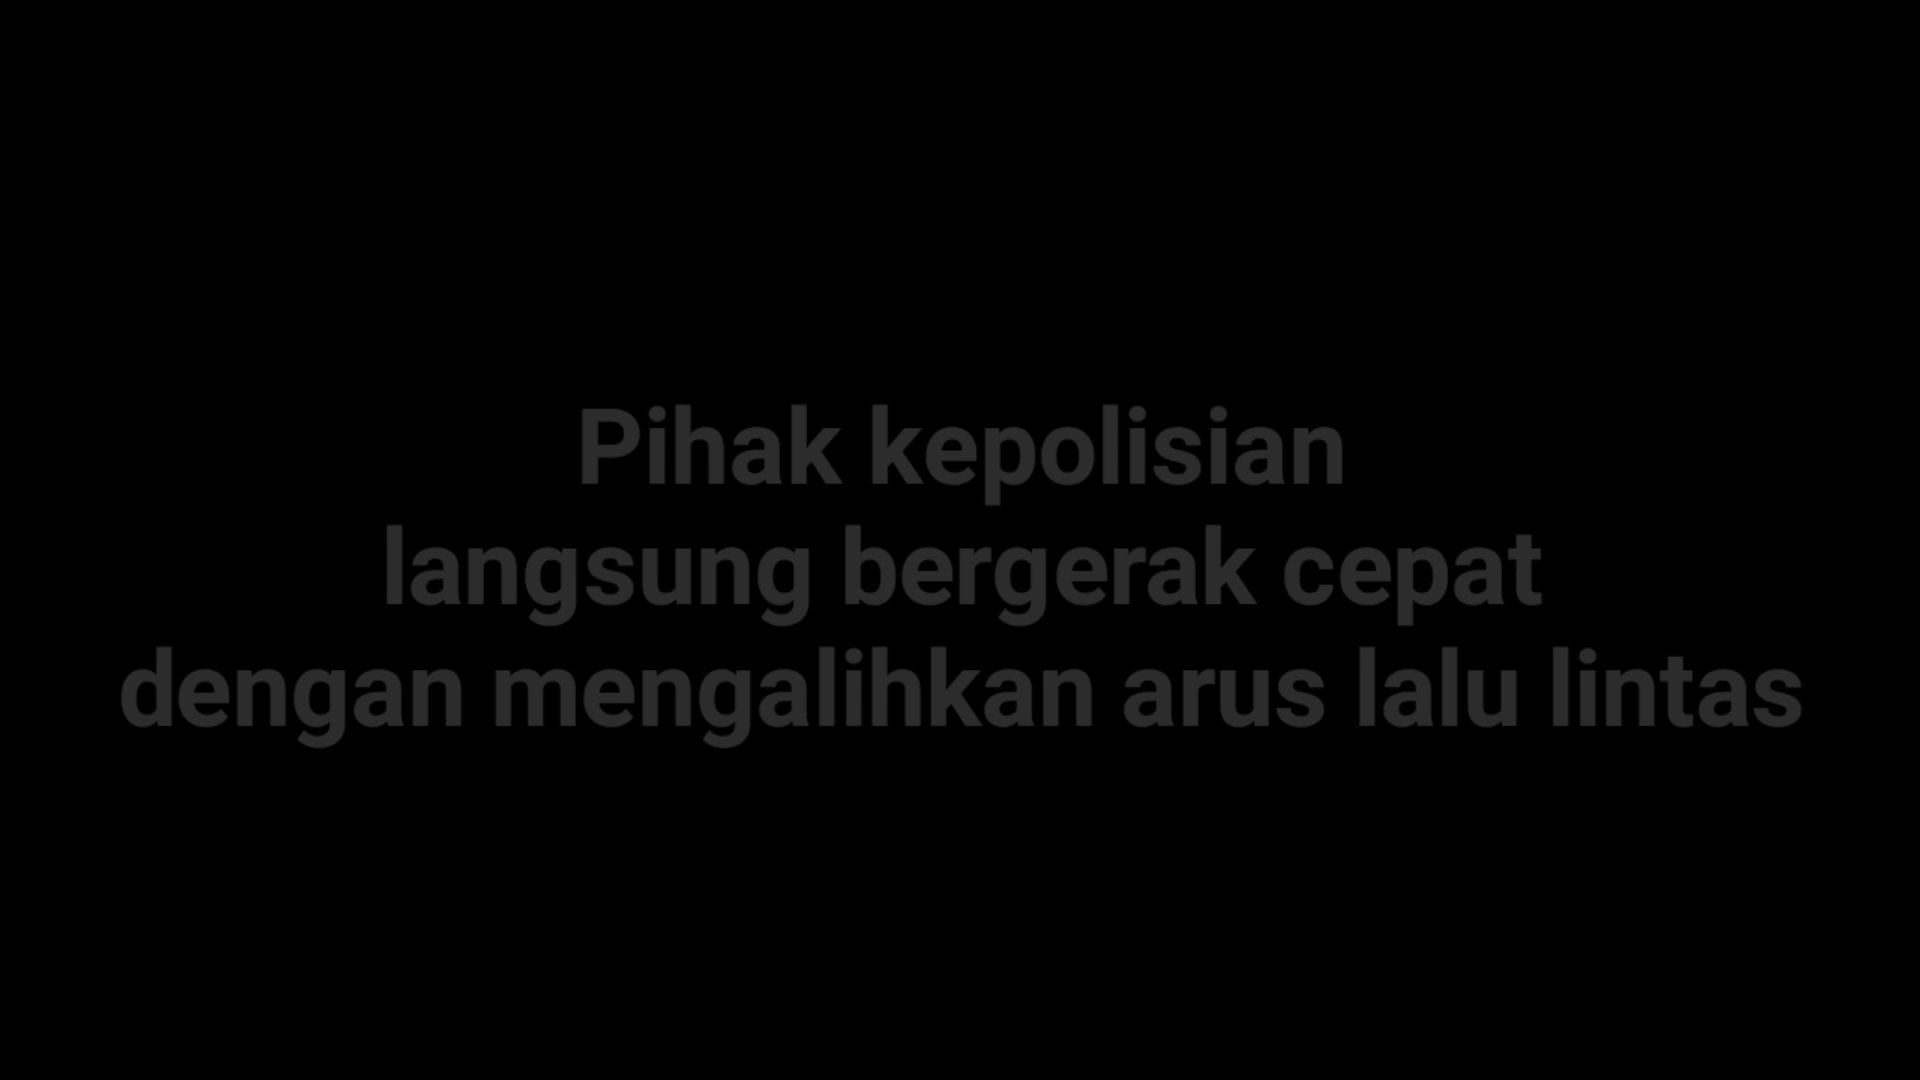 Pihak kepolisian
langsung bergerak cepat
dengan mengalihkan arus lalu lintas